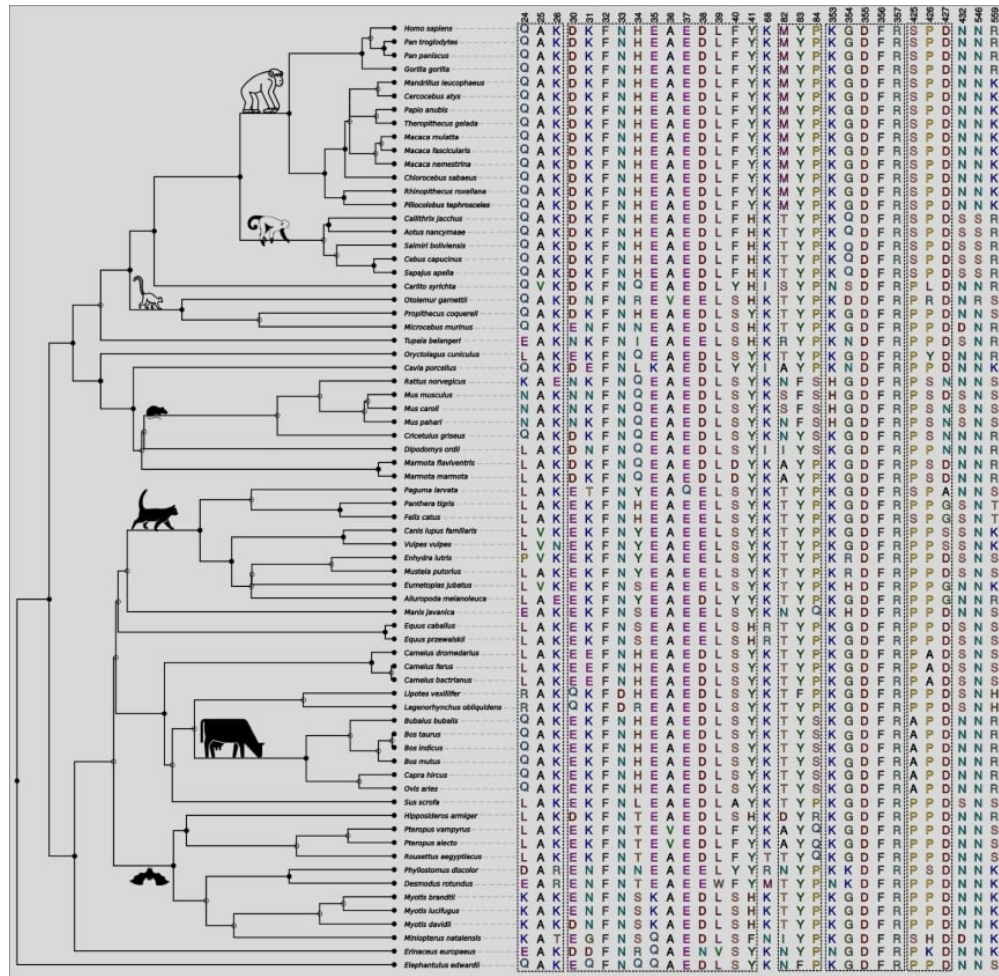 24 25 26 30 31 32 33 34 35 36 37 38 39 40 41 68 82 83 84 353 354 355 356 357 425 426 427 432 546 559
Homo sapiens Q A K D K F N H E A E D L F Y K M Y P K G D F R S P D N N R
Pan troglodytes Q A K D K F N H E A E D L F Y K M Y P K G D F R S P D N N R
Pan paniscus Q A K D K F N H E A E D L F Y K M Y P K G D F R S P D N N R
Gorilla gorilla Q A K D K F N H E A E D L F Y K M Y P K G D F R S P D N N R
Mandrillus leucophaeus Q A K D K F N H E A E D L F Y K M Y P K G D F R S P D N N K
Cercocebus atys Q A K D K F N H E A E D L F Y K M Y P K G D F R S P D N N K
Papio anubis Q A K D K F N H E A E D L F Y K M Y P K G D F R S P D N N K
Theropithecus gelada Q A K D K F N H E A E D L F Y K M Y P K G D F R S P D N N K
Macaca mulatta Q A K D K F N H E A E D L F Y K M Y P K G D F R S P D N N K
Macaca fascicularis Q A K D K F N H E A E D L F Y K M Y P K G D F R S P D N N K
Macaca nemestrina Q A K D K F N H E A E D L F Y K M Y P K G D F R S P D N N K
Chlorocebus sabaeus Q A K D K F N H E A E D L F Y K M Y P K G D F R S P D N N K
Rhinopithecus roxellana Q A K D K F N H E A E D L F Y K M Y P K G D F R S P D N N K
Piliocolobus tephrosceles Q A K D K F N H E A E D L F Y K M Y P K G D F R S P D N N K
Callithrix jacchus Q A K D K F N H E A E D L F H K T Y P K Q D F R S P D S S R
Aotus nancymaae Q A K D K F N H E A E D L F H K T Y P K Q D F R S P D S S R
Saimiri boliviensis Q A K D K F N H E A E D L F H K T Y P K Q D F R S P D S S R
Cebus capucinus Q A K D K F N H E A E D L F H K T Y P K Q D F R S P D S S R
Sapajus apella Q A K D K F N H E A E D L F H K T Y P K Q D F R S P D S S R
Carlito syrichta Q V K D K F N Q E A E D L Y H I S Y P N S D F R P L D N N R
Otolemur garnettii Q A K D N F N R E V E E L S H K T Y P K D D F R P R D N R S
Propithecus coquereli Q A K D N F N H E A E D L S Y K T Y P K G D F R P P D N N S
Microcebus murinus Q A K E N F N N E A E D L S H K T Y P K G D F R P P D D N R
Tupaia belangeri E A K N K F N I E A E E L S H K R Y P K N D F R P P D S N R
Oryctolagus cuniculus L A K E K F N Q E A E D L S Y K T Y P K G D F R P Y D N N R
Cavia porcellus Q A K D E F N L K A E D L Y Y I A Y P K N D F R P P D N N K
Rattus norvegicus K A E N K F N Q E A E D L S Y K N F S H G D F R P S N N N S
Mus musculus N A K N N F N Q E A E D L S Y K S F S H G D F R P S D S N S
Mus caroli N A K N N F N Q E A E D L S Y K S F S H G D F R P S N S N S
Mus pahari N A K N K F N Q E A E D L S Y K N F S H G D F R P S N S N S
Cricetulus griseus Q A K D K F N Q E A E D L S Y K N Y S K G D F R P S N N N R
Dipodomys ordii L A K D N F N Q E A E D L S Y I I Y S K G D F R P P D N N R
Marmota flaviventris L A K D K F N Q E A E D L D Y K A Y P K G D F R P S D N N R
Marmota marmota L A K D K F N Q E A E D L D Y K A Y P K G D F R P S D N N R
Paguma larvata L A K E T F N Y E A Q E L S Y K T Y P K G D F R S P A N N S
Panthera tigris L A K E K F N H E A E E L S Y K T Y P K G D F R S P G S N T
Felis catus L A K E K F N H E A E E L S Y K T Y P K G D F R S P G S N T
Canis lupus familiaris L V K E K F N Y E A E E L S Y K T Y P K G D F R P P S S N K
Vulpes vulpes L V N E K F N Y E A E E L S Y K T Y P K G D F R P P S S N K
Enhydra lutris P V K E K F N Y E A E E L S Y K T Y P K R D F R P P D S N S
Mustela putorius L A K E K F N Y E A E E L S Y K T Y P K R D F R P P D S N S
Eumetopias jubatus L V K E K F N S E A E E L S Y K T Y P K H D F R P P G N N K
Ailuropoda melanoleuca L A E E K F N Y E A E D L Y Y T T Y P K G D F R P P G N N K
Manis javanica E A K E K F N S E A E E L S Y K N Y Q K H D F R P P D N N S
Equus caballus L A K E K F N S E A E E L S H R T Y P K G D F R P P D S N S
Equus przewalskii L A K E K F N S E A E E L S H R T Y P K G D F R P P D S N S
Camelus dromedarius L A K E E F N H E A E D L S Y K T Y P K G D F R P A D S N S
Camelus ferus L A K E E F N H E A E D L S Y K T Y P K G D F R P A D S N S
Camelus bactrianus L A K E E F N H E A E D L S Y K T Y P K G D F R P A D S N S
Lipotes vexillifer R A K Q K F D H E A E D L S Y K T F P K G D F R P P D S N H
Lagenorhynchus obliquidens R A K Q K F D R E A E D L S Y K T Y P K G D F R P P D S N H
Bubalus bubalis Q A K E K F N H E A E D L S Y K T Y S K G D F R A P D N N R
Bos taurus Q A K E K F N H E A E D L S Y K T Y S K G D F R A P D N N R
Bos indicus Q A K E K F N H E A E D L S Y K T Y S K G D F R A P D N N R
Bos mutus Q A K E K F N H E A E D L S Y K T Y S K G D F R A P D N N R
Capra hircus Q A K E K F N H E A E D L S Y K T Y S K G D F R A P D N N R
Ovis aries Q A K E K F N H E A E D L S Y K T Y S K G D F R A P D N N R
Sus scrofa L A K E K F N L E A E D L A Y K T Y P K G D F R P P D N S N S
Hipposideros armiger L A K D K F N T E A E D L S H K D Y R K G D F R P P D N N S
Pteropus vampyrus L A K E K F N T E V E D L F Y K A Y Q K G D F R P P D N N S
Pteropus alecto L A K E K F N T E V E D L F Y K A Y Q K G D F R P P D N N S
Rousettus aegyptiacus L A K E K F N T E A E D L F Y T T Y Q K G D F R P P D N N S
Phyllostomus discolor D A R E N F N N E A E D L Y Y R N Y P K K D F R P S D N N K
Desmodus rotundus E A R E N F N T E A E E W F Y M T Y P N K D F R P P D N N K
Myotis brandtii K A K E N F N S K A E D L S H K T Y P K G D F R P P D N N S
Myotis lucifugus K A K E N F N S K A E D L S H K T Y P K G D F R P P D N N S
Myotis davidii K A K D N F N S K A E D L S H K T Y P K G D F R P P D N N S
Miniopterus natalensis K A T E G F N S Q A E D L S F N I Y P K G D F R S H D D N K
Erinaceus europaeus E A K D D F N R Q A E N V S Y K N Y P N G D F R P K D N N K
Elephantulus edwardii Q A E E Q F N Q Q A E D L S Y K N F P K G D F R P P D N N S